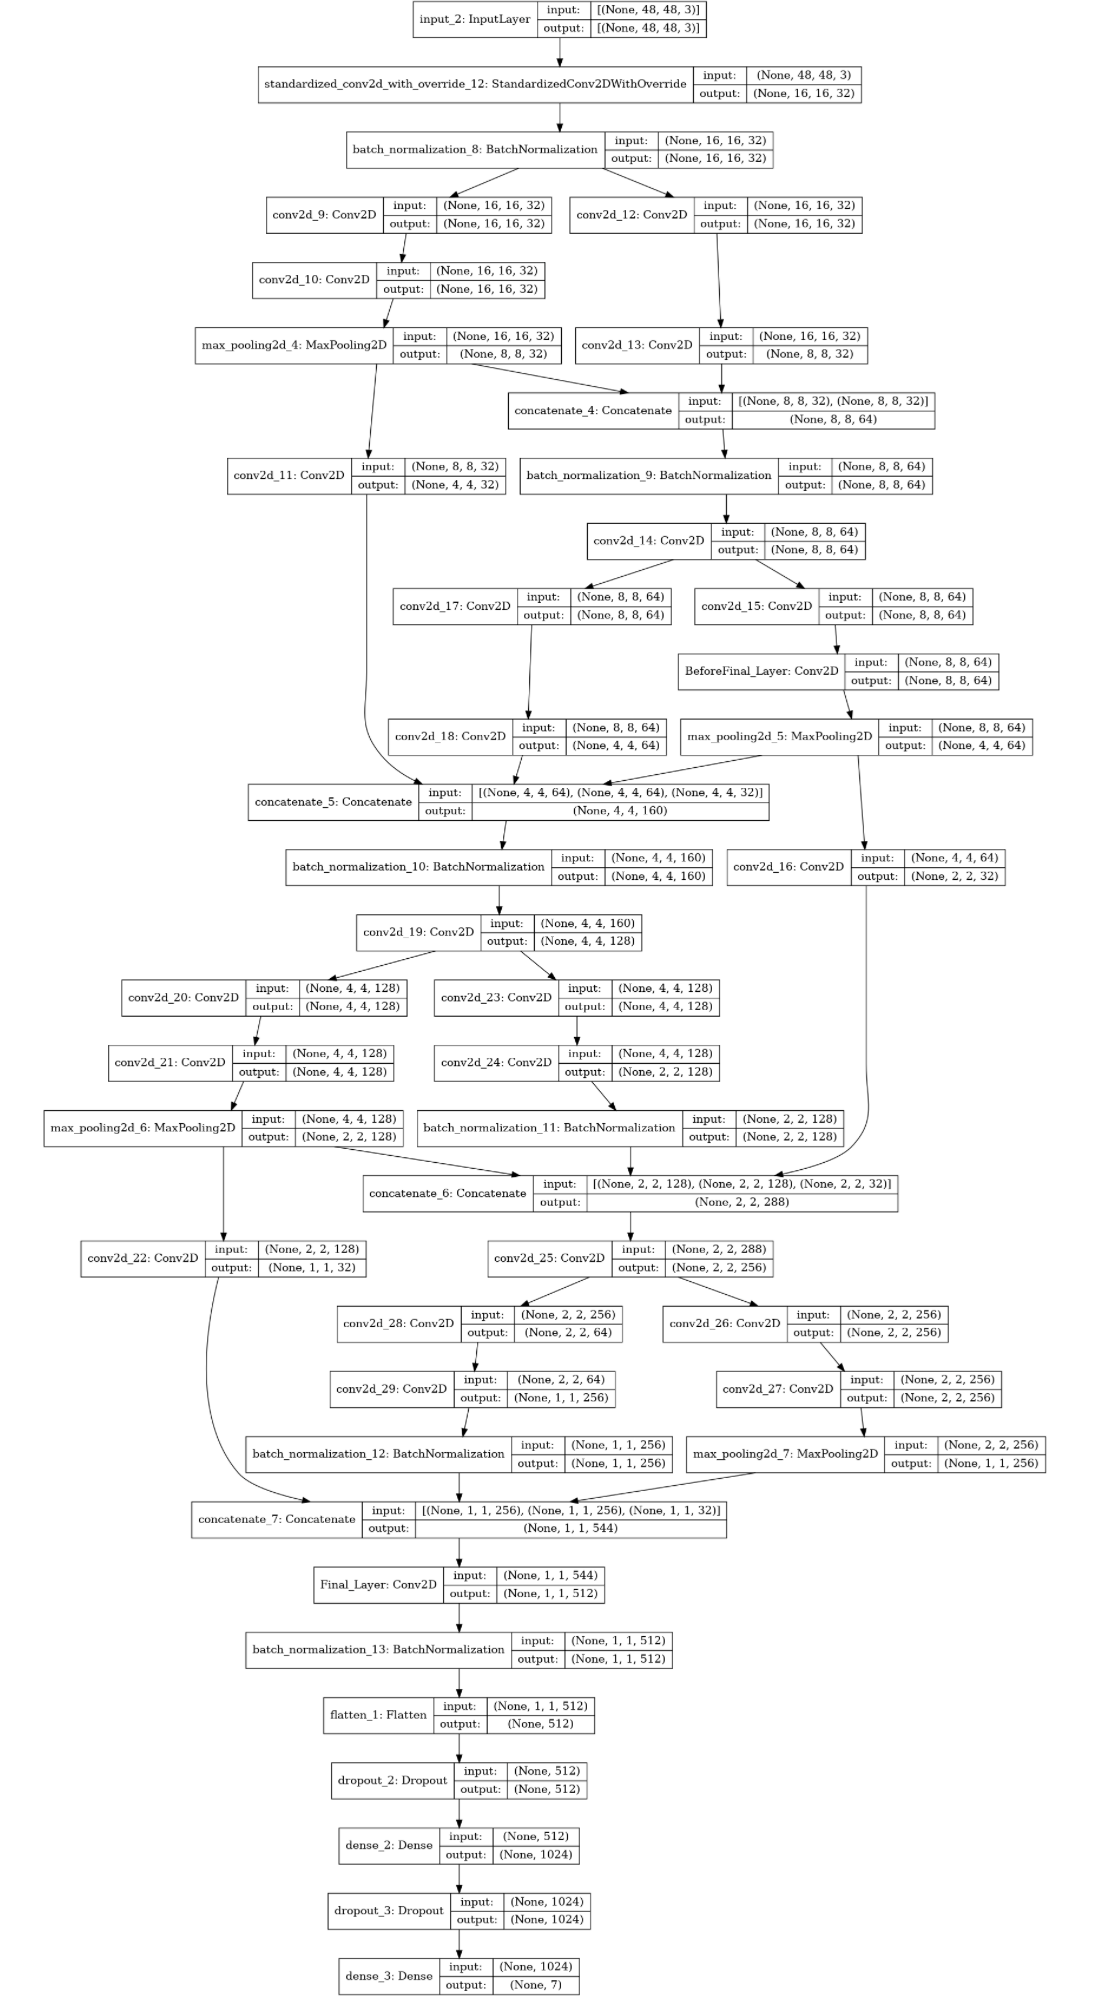 input_2: InputLayer
input: [(None, 48, 48, 3)]
output: [(None, 48, 48, 3)]
standardized_conv2d_with_override_12: StandardizedConv2DWithOverride
input: (None, 48, 48, 3)
output: (None, 16, 16, 32)
batch_normalization_8: BatchNormalization
input: (None, 16, 16, 32)
output: (None, 16, 16, 32)
conv2d_9: Conv2D
input: (None, 16, 16, 32)
output: (None, 16, 16, 32)
conv2d_12: Conv2D
input: (None, 16, 16, 32)
output: (None, 16, 16, 32)
conv2d_10: Conv2D
input: (None, 16, 16, 32)
output: (None, 16, 16, 32)
max_pooling2d_4: MaxPooling2D
input: (None, 16, 16, 32)
output: (None, 8, 8, 32)
conv2d_13: Conv2D
input: (None, 16, 16, 32)
output: (None, 8, 8, 32)
concatenate_4: Concatenate
input: [(None, 8, 8, 32), (None, 8, 8, 32)]
output: (None, 8, 8, 64)
conv2d_11: Conv2D
input: (None, 8, 8, 32)
output: (None, 4, 4, 32)
batch_normalization_9: BatchNormalization
input: (None, 8, 8, 64)
output: (None, 8, 8, 64)
conv2d_14: Conv2D
input: (None, 8, 8, 64)
output: (None, 8, 8, 64)
conv2d_17: Conv2D
input: (None, 8, 8, 64)
output: (None, 8, 8, 64)
conv2d_15: Conv2D
input: (None, 8, 8, 64)
output: (None, 8, 8, 64)
BeforeFinal_Layer: Conv2D
input: (None, 8, 8, 64)
output: (None, 8, 8, 64)
conv2d_18: Conv2D
input: (None, 8, 8, 64)
output: (None, 4, 4, 64)
max_pooling2d_5: MaxPooling2D
input: (None, 8, 8, 64)
output: (None, 4, 4, 64)
concatenate_5: Concatenate
input: [(None, 4, 4, 64), (None, 4, 4, 64), (None, 4, 4, 32)]
output: (None, 4, 4, 160)
batch_normalization_10: BatchNormalization
input: (None, 4, 4, 160)
output: (None, 4, 4, 160)
conv2d_16: Conv2D
input: (None, 4, 4, 64)
output: (None, 2, 2, 32)
conv2d_19: Conv2D
input: (None, 4, 4, 160)
output: (None, 4, 4, 128)
conv2d_20: Conv2D
input: (None, 4, 4, 128)
output: (None, 4, 4, 128)
conv2d_23: Conv2D
input: (None, 4, 4, 128)
output: (None, 4, 4, 128)
conv2d_21: Conv2D
input: (None, 4, 4, 128)
output: (None, 4, 4, 128)
conv2d_24: Conv2D
input: (None, 4, 4, 128)
output: (None, 2, 2, 128)
max_pooling2d_6: MaxPooling2D
input: (None, 4, 4, 128)
output: (None, 2, 2, 128)
batch_normalization_11: BatchNormalization
input: (None, 2, 2, 128)
output: (None, 2, 2, 128)
concatenate_6: Concatenate
input: [(None, 2, 2, 128), (None, 2, 2, 128), (None, 2, 2, 32)]
output: (None, 2, 2, 288)
conv2d_22: Conv2D
input: (None, 2, 2, 128)
output: (None, 1, 1, 32)
conv2d_25: Conv2D
input: (None, 2, 2, 288)
output: (None, 2, 2, 256)
conv2d_28: Conv2D
input: (None, 2, 2, 256)
output: (None, 2, 2, 64)
conv2d_26: Conv2D
input: (None, 2, 2, 256)
output: (None, 2, 2, 256)
conv2d_29: Conv2D
input: (None, 2, 2, 64)
output: (None, 1, 1, 256)
conv2d_27: Conv2D
input: (None, 2, 2, 256)
output: (None, 2, 2, 256)
batch_normalization_12: BatchNormalization
input: (None, 1, 1, 256)
output: (None, 1, 1, 256)
max_pooling2d_7: MaxPooling2D
input: (None, 2, 2, 256)
output: (None, 1, 1, 256)
concatenate_7: Concatenate
input: [(None, 1, 1, 256), (None, 1, 1, 256), (None, 1, 1, 32)]
output: (None, 1, 1, 544)
Final_Layer: Conv2D
input: (None, 1, 1, 544)
output: (None, 1, 1, 512)
batch_normalization_13: BatchNormalization
input: (None, 1, 1, 512)
output: (None, 1, 1, 512)
flatten_1: Flatten
input: (None, 1, 1, 512)
output: (None, 512)
dropout_2: Dropout
input: (None, 512)
output: (None, 512)
dense_2: Dense
input: (None, 512)
output: (None, 1024)
dropout_3: Dropout
input: (None, 1024)
output: (None, 1024)
dense_3: Dense
input: (None, 1024)
output: (None, 7)